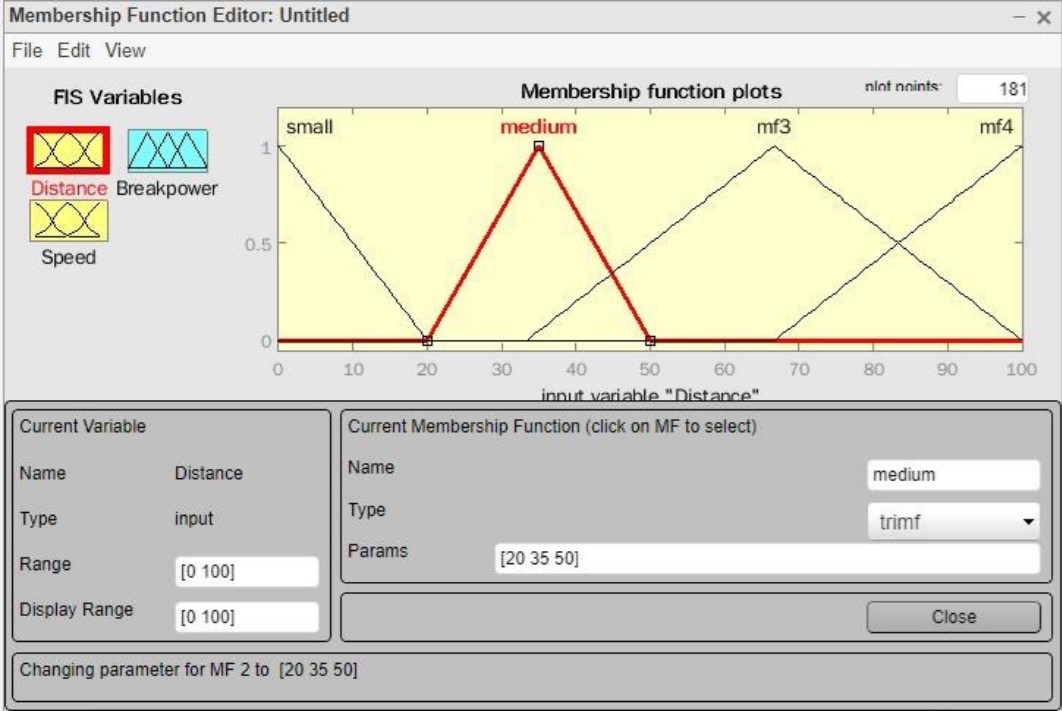 Membership Function Editor: Untitled
File Edit View
FIS Variables
Distance Breakpower
Speed
Membership function plots
plot points: 181
small medium mf3 mf4
1
0.5
0
0 10 20 30 40 50 60 70 80 90 100
input variable "Distance"
Current Variable
Name Distance
Type input
Range [0 100]
Display Range [0 100]
Current Membership Function (click on MF to select)
Name medium
Type trimf
Params [20 35 50]
Close
Changing parameter for MF 2 to [20 35 50]